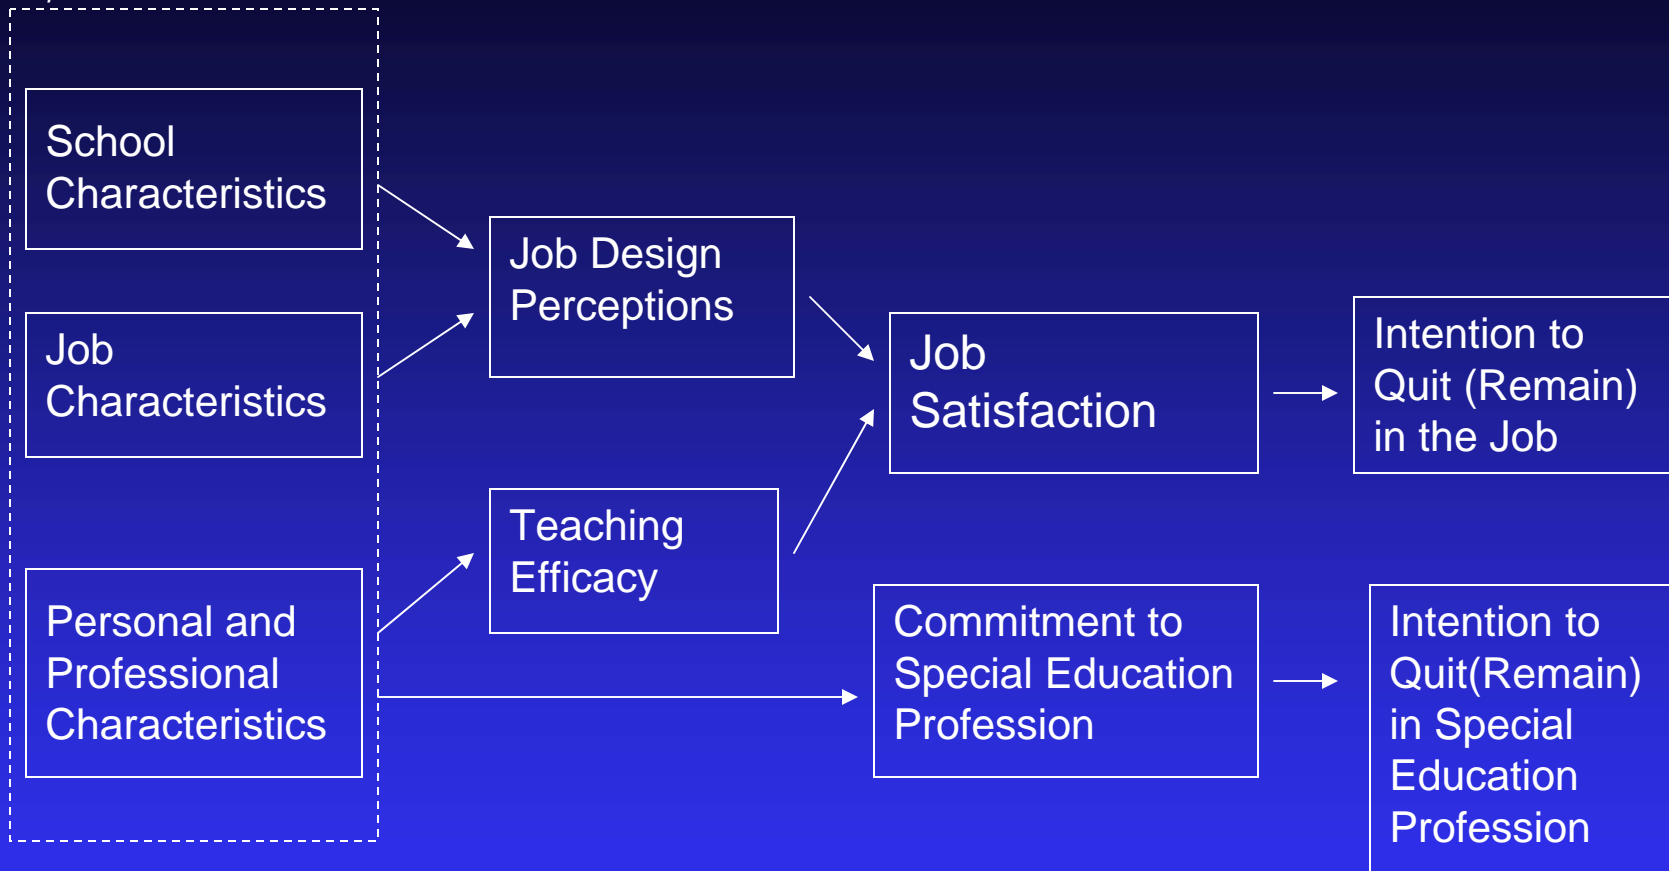 School
Characteristics
Job
Characteristics
Personal and
Professional
Characteristics
Job Design
Perceptions
Teaching
Efficacy
Job
Satisfaction
Commitment to
Special Education
Profession
Intention to
Quit (Remain)
in the Job
Intention to
Quit(Remain)
in Special
Education
Profession